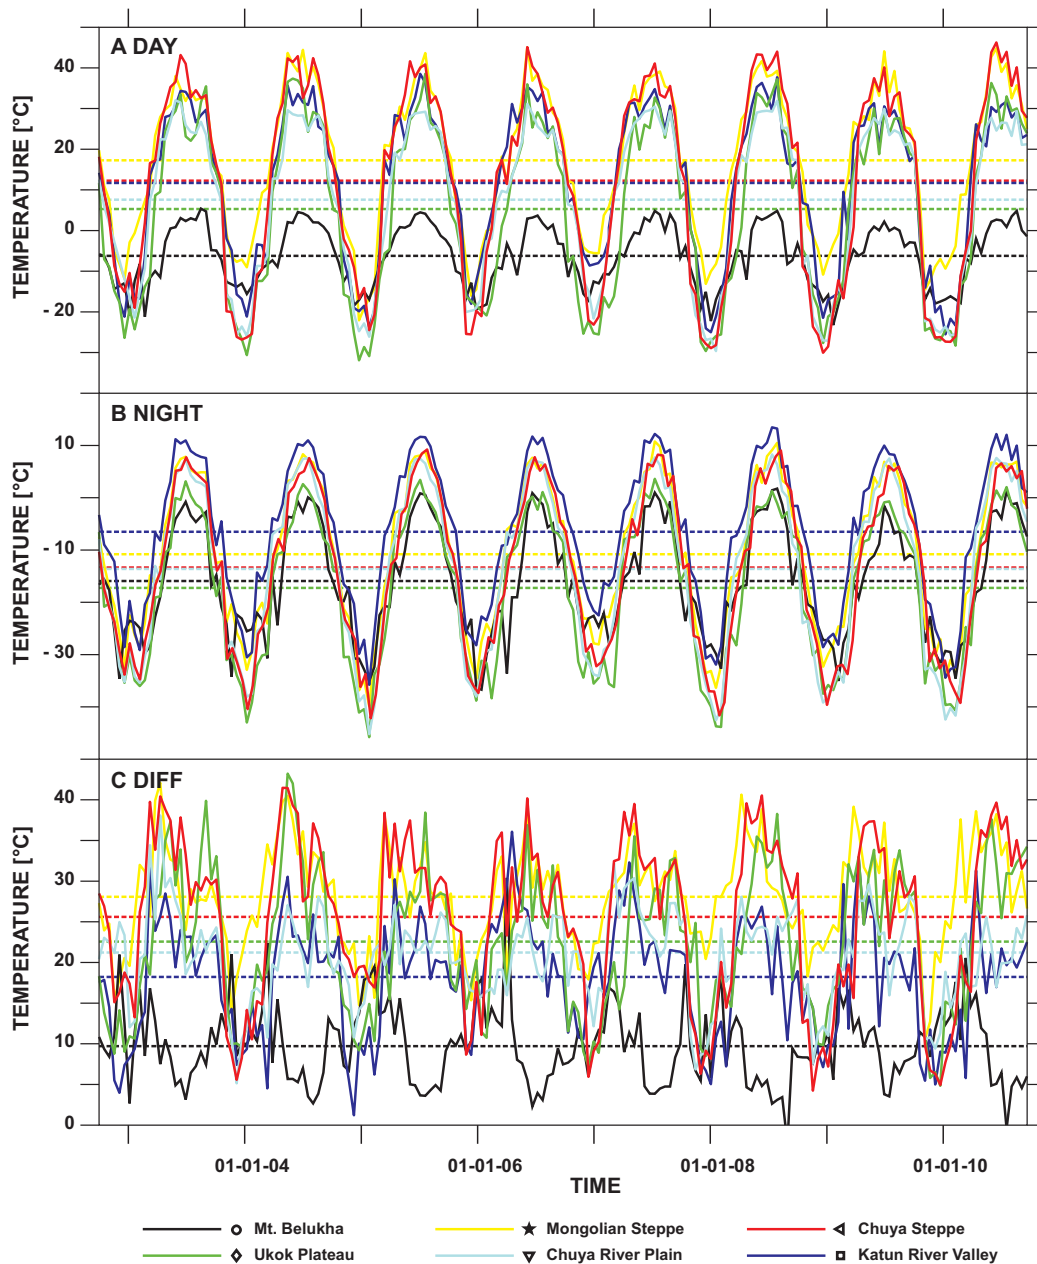 A DAY
TEMPERATURE [°C]
40
20
0
- 20
B NIGHT
TEMPERATURE [°C]
10
- 10
- 30
C DIFF
TEMPERATURE [°C]
40
30
20
10
0
01-01-04 01-01-06 01-01-08 01-01-10
TIME
Mt. Belukha Mongolian Steppe Chuya Steppe
Ukok Plateau Chuya River Plain Katun River Valley